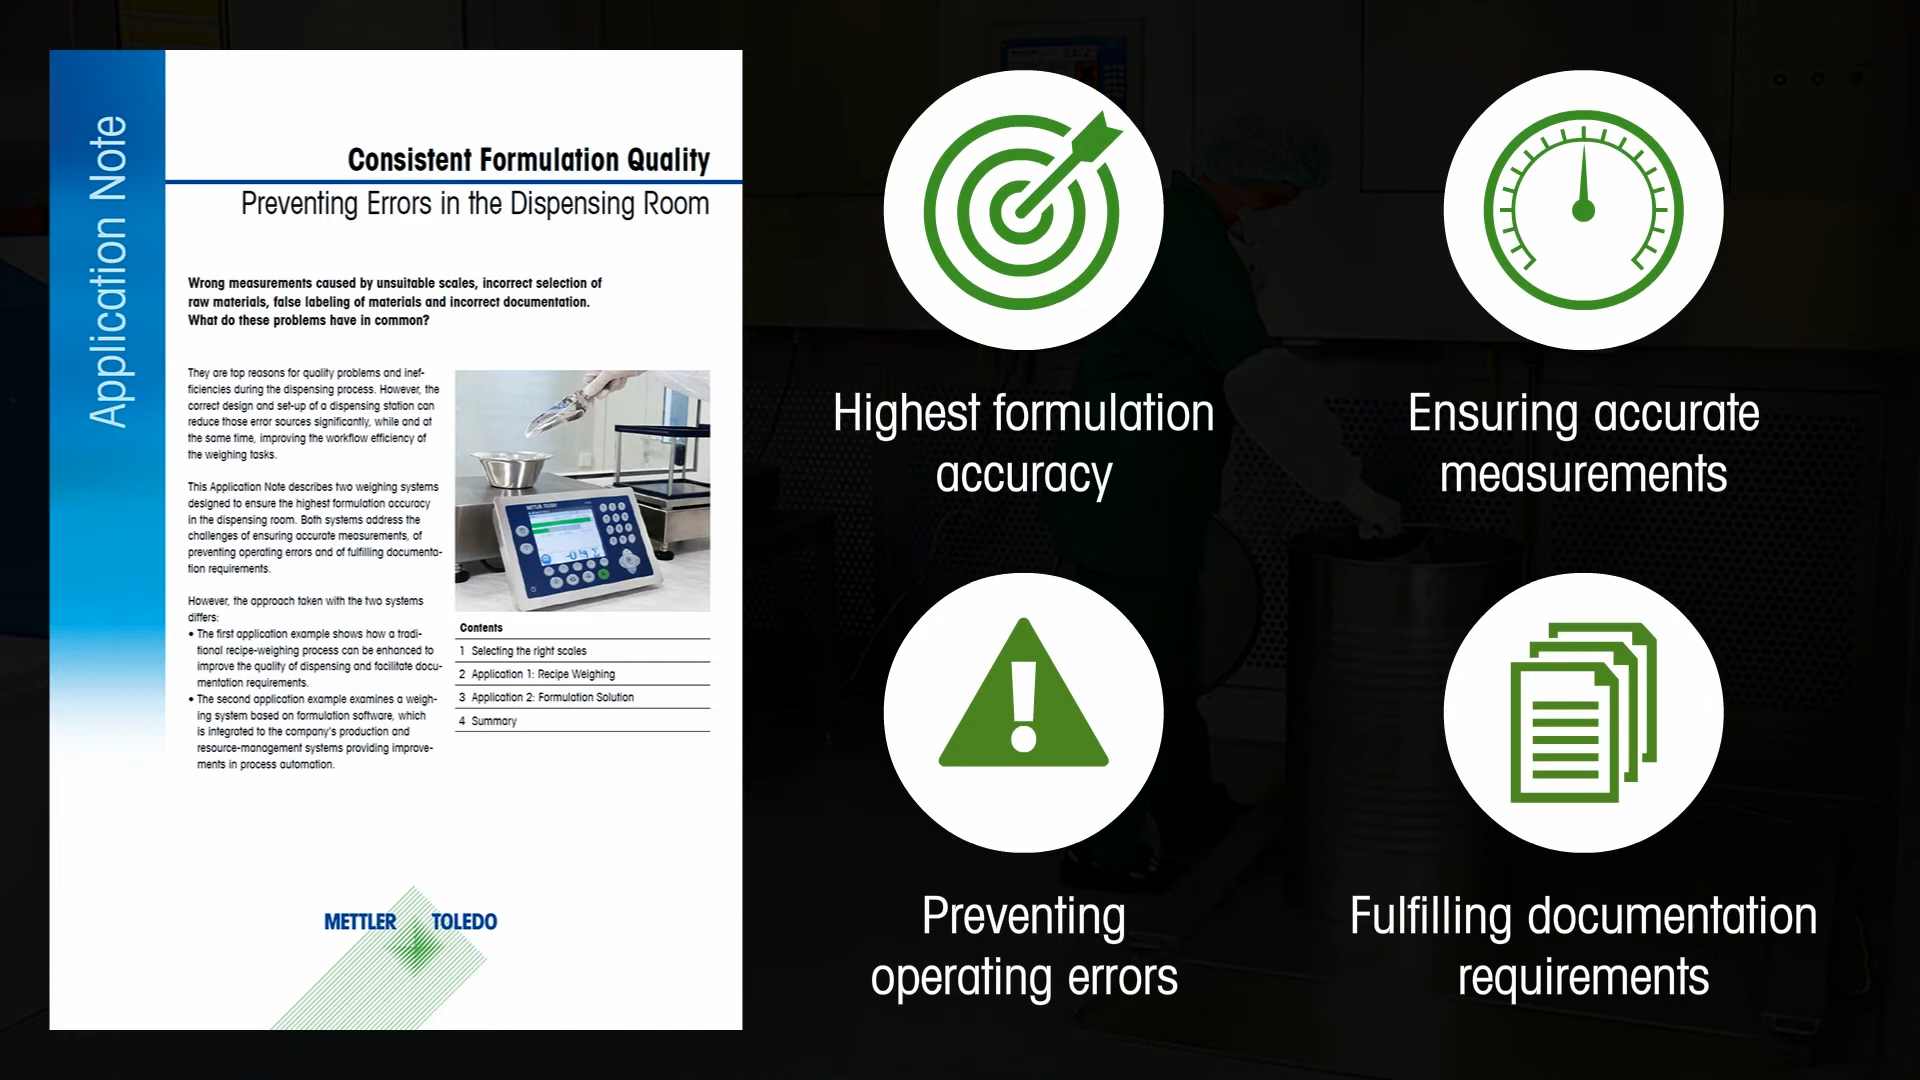 Application Note
Consistent Formulation Quality
Preventing Errors in the Dispensing Room
Wrong measurements caused by unsuitable scales, incorrect selection of
raw materials, false labeling of materials and incorrect documentation.
What do these problems have in common?
They are top reasons for quality problems and inef-
ficiencies during the dispensing process. However, the
correct design and set-up of a dispensing station can
reduce those error sources significantly, while and at
the same time, improving the workflow efficiency of
the weighing tasks.
This Application Note describes two weighing systems
designed to ensure the highest formulation accuracy
in the dispensing room. Both systems address the
challenges of ensuring accurate measurements, of
preventing operating errors and of fulfilling documenta-
tion requirements.
However, the approach taken with the two systems
differs:
• The first application example shows how a tradi-
tional recipe-weighing process can be enhanced to
improve the quality of dispensing and facilitate docu-
mentation requirements.
• The second application example examines a weigh-
ing system based on formulation software, which
is integrated to the company's production and
resource-management systems providing improve-
ments in process automation.
METTLER TOLEDO
Contents
1 Selecting the right scales
2 Application 1: Recipe Weighing
3 Application 2: Formulation Solution
4 Summary
METTLER TOLEDO
Highest formulation
accuracy
Ensuring accurate
measurements
Preventing
operating errors
Fulfilling documentation
requirements